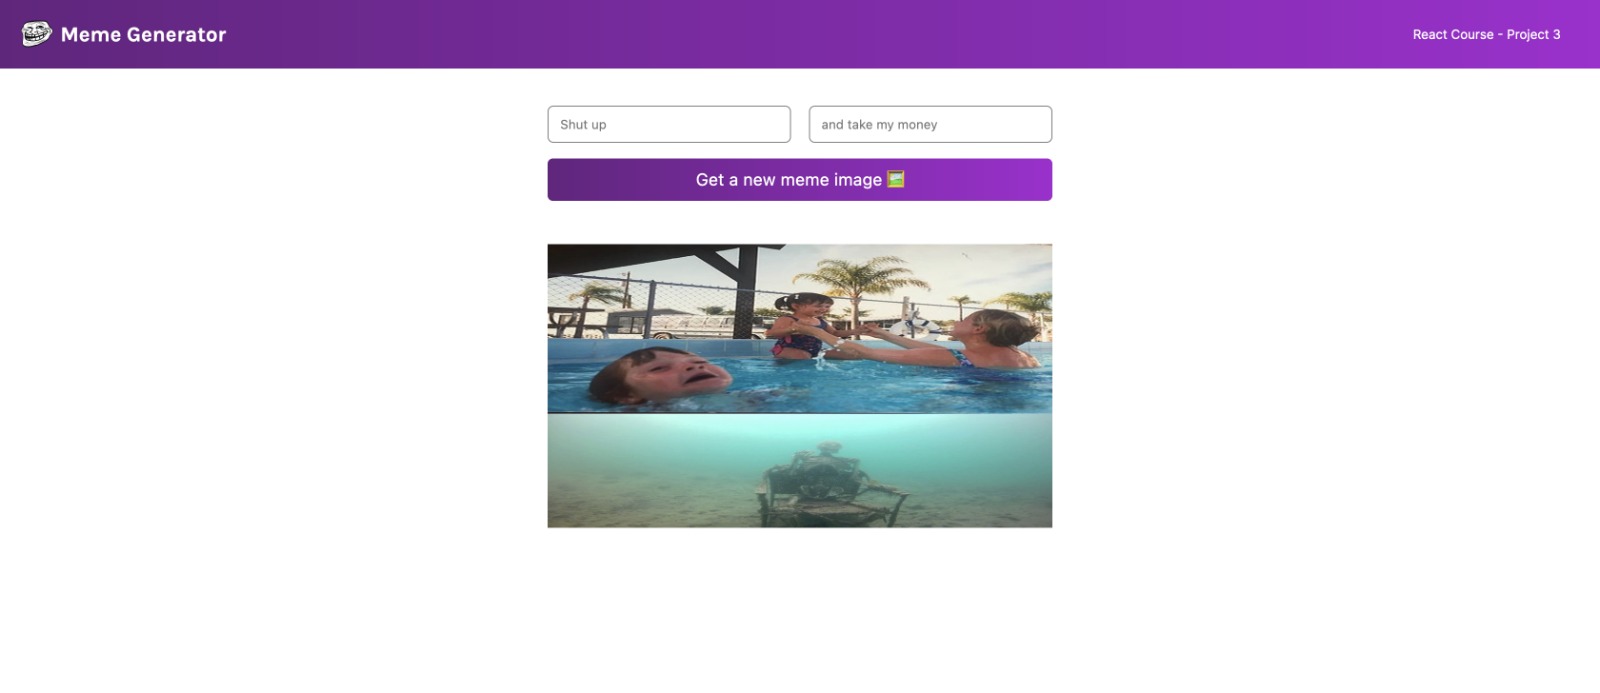 Meme Generator
React Course - Project 3
Shut up
and take my money
Get a new meme image